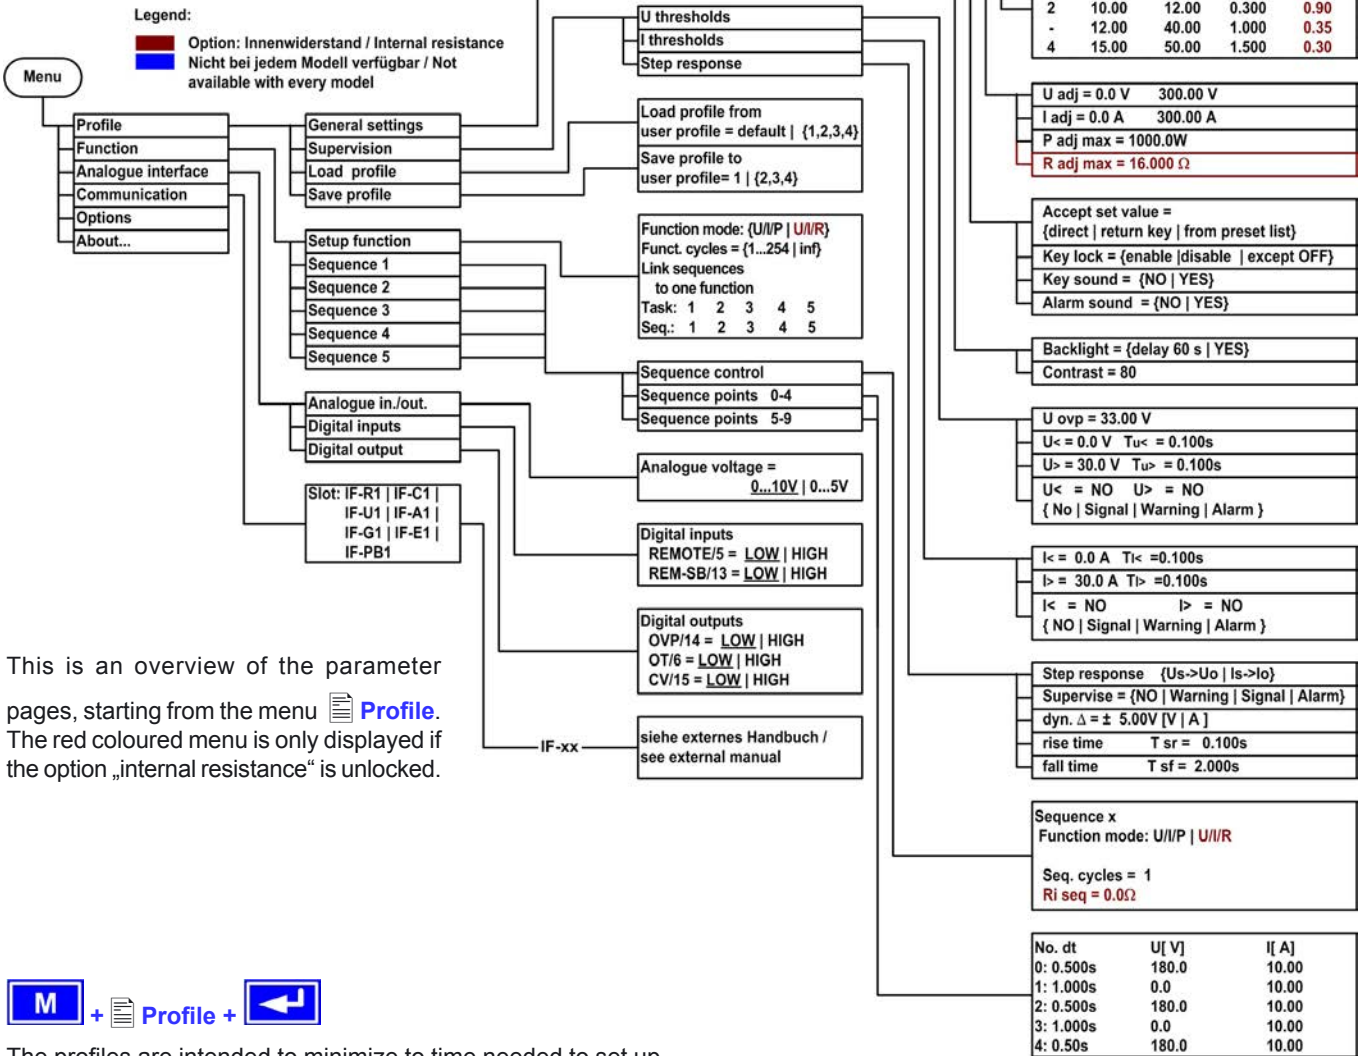 Legend:
Option: Innenwiderstand / Internal resistance
Nicht bei jedem Modell verfügbar / Not
available with every model
Menu
Profile
Function
Analogue interface
Communication
Options
About...
General settings
Supervision
Load profile
Save profile
Setup function
Sequence 1
Sequence 2
Sequence 3
Sequence 4
Sequence 5
Analogue in./out.
Digital inputs
Digital output
Slot: IF-R1 | IF-C1 |
IF-U1 | IF-A1 |
IF-G1 | IF-E1 |
IF-PB1
U thresholds
I thresholds
Step response
Load profile from
user profile = default | {1,2,3,4}
Save profile to
user profile= 1 | {2,3,4}
Function mode: {U/I/P | U/I/R}
Funct. cycles = {1...254 | inf}
Link sequences
to one function
Task: 1 2 3 4 5
Seq.: 1 2 3 4 5
Sequence control
Sequence points 0-4
Sequence points 5-9
Analogue voltage =
0...10V | 0...5V
Digital inputs
REMOTE/5 = LOW | HIGH
REM-SB/13 = LOW | HIGH
Digital outputs
OVP/14 = LOW | HIGH
OT/6 = LOW | HIGH
CV/15 = LOW | HIGH
IF-xx
siehe externes Handbuch /
see external manual
2 10.00 12.00 0.300 0.90
- 12.00 40.00 1.000 0.35
4 15.00 50.00 1.500 0.30
U adj = 0.0 V 300.00 V
I adj = 0.0 A 300.00 A
P adj max = 1000.0W
R adj max = 16.000 Ω
Accept set value =
{direct | return key | from preset list}
Key lock = {enable |disable | except OFF}
Key sound = {NO | YES}
Alarm sound = {NO | YES}
Backlight = {delay 60 s | YES}
Contrast = 80
U ovp = 33.00 V
U< = 0.0 V Tu< = 0.100s
U> = 30.0 V Tu> = 0.100s
U< = NO U> = NO
{ No | Signal | Warning | Alarm }
I< = 0.0 A TI< =0.100s
I> = 30.0 A TI> =0.100s
I< = NO I> = NO
{ NO | Signal | Warning | Alarm }
Step response {Us->Uo | Is->Io}
Supervise = {NO | Warning | Signal | Alarm}
dyn. Δ = ± 5.00V [V | A ]
rise time T sr = 0.100s
fall time T sf = 2.000s
Sequence x
Function mode: U/I/P | U/I/R
Seq. cycles = 1
Ri seq = 0.0Ω
No. dt U[ V] I[ A]
0: 0.500s 180.0 10.00
1: 1.000s 0.0 10.00
2: 0.500s 180.0 10.00
3: 1.000s 0.0 10.00
4: 0.50s 180.0 10.00
This is an overview of the parameter
pages, starting from the menu Profile.
The red coloured menu is only displayed if
the option „internal resistance“ is unlocked.
M + Profile +
The profiles are intended to minimize to time needed to set up